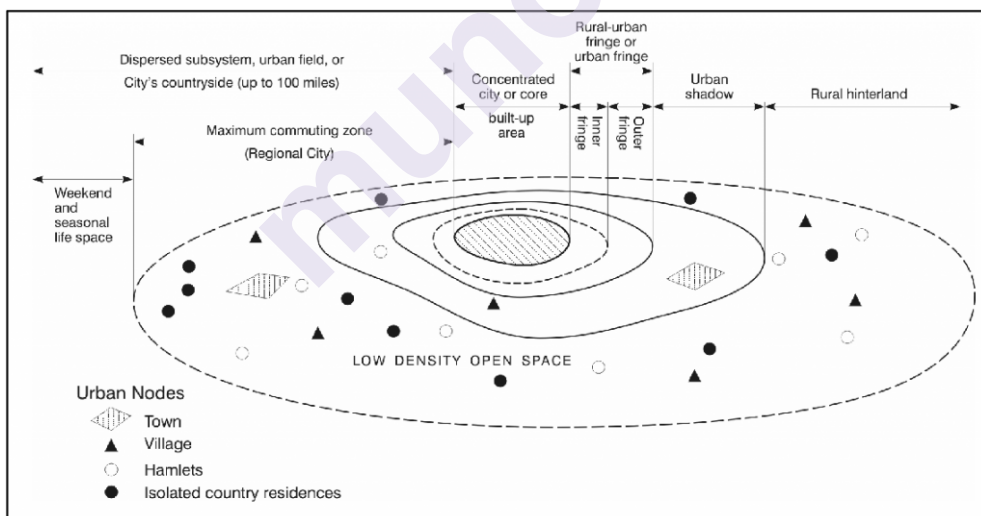 Dispersed subsystem, urban field, or
City's countryside (up to 100 miles)
Rural-urban
fringe or
urban fringe
Concentrated
city or core
built-up
area
Inner
fringe
Outer
fringe
Urban
shadow
Rural hinterland
Maximum commuting zone
(Regional City)
Weekend
and
seasonal
life space
LOW DENSITY OPEN SPACE
Urban Nodes
Town
Village
Hamlets
Isolated country residences